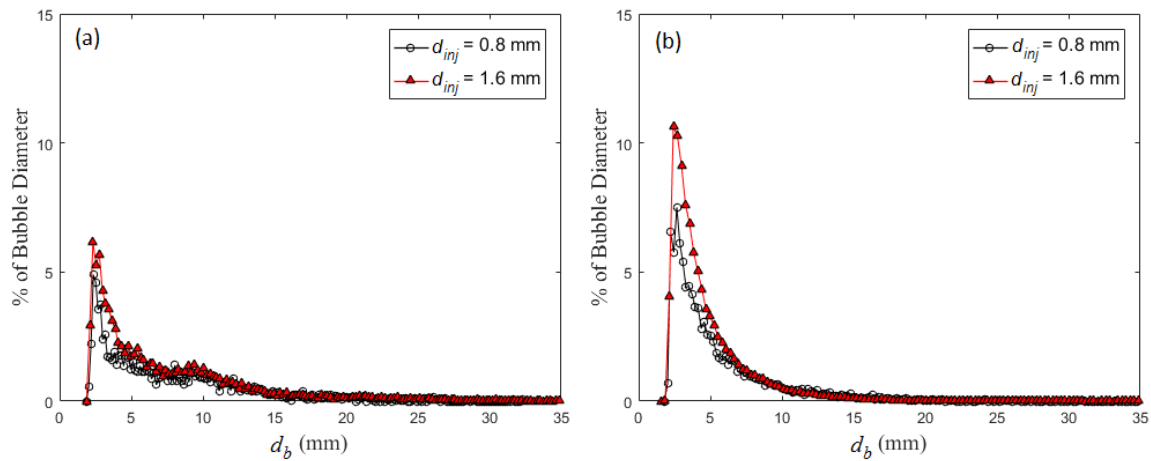 (a)
d_inj = 0.8 mm
d_inj = 1.6 mm
% of Bubble Diameter
15
10
5
0
0 5 10 15 20 25 30 35
d_b (mm)
(b)
d_inj = 0.8 mm
d_inj = 1.6 mm
% of Bubble Diameter
15
10
5
0
0 5 10 15 20 25 30 35
d_b (mm)